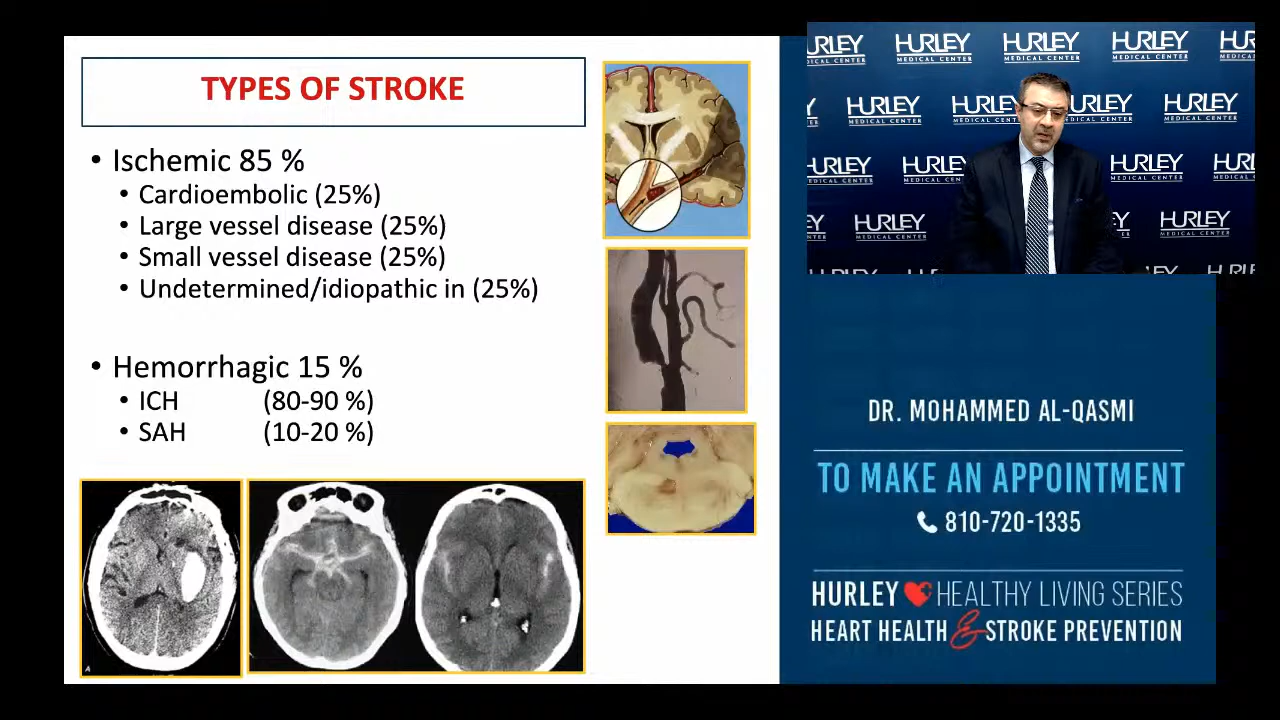 TYPES OF STROKE
• Ischemic 85 %
• Cardioembolic (25%)
• Large vessel disease (25%)
• Small vessel disease (25%)
• Undetermined/idiopathic in (25%)
• Hemorrhagic 15 %
• ICH (80-90 %)
• SAH (10-20 %)
A
HURLEY
MEDICAL CENTER
DR. MOHAMMED AL-QASMI
TO MAKE AN APPOINTMENT
810-720-1335
HURLEY HEALTHY LIVING SERIES
HEART HEALTH & STROKE PREVENTION